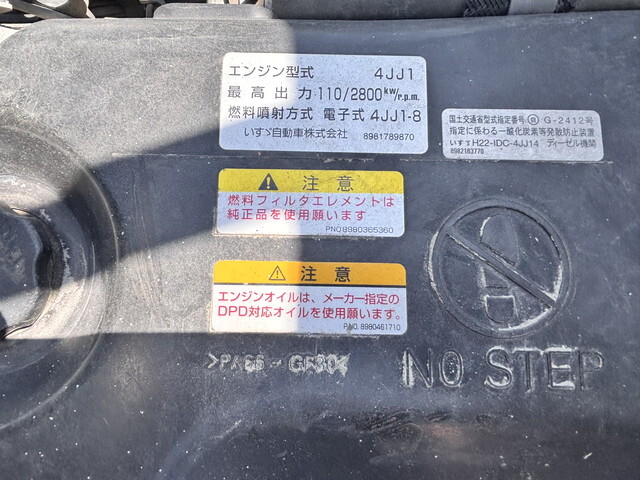 エンジン型式 4JJ1
最高出力 110/2800kW/r.p.m.
燃料噴射方式 電子式 4JJ1-8
いすゞ自動車株式会社 8981789870
国土交通省型式指定番号 ⓐ G-2412号
指定に係わる一酸化炭素等発散防止装置
いすゞH22-IDC-4JJ14 ディーゼル機関
8982183770
注意
燃料フィルタエレメントは
純正品を使用願います
PNO.8980365360
注意
エンジンオイルは、メーカー指定の
DPD対応オイルを使用願います。
PNO. 8980461710
>PA66-GF30<
NO STEP